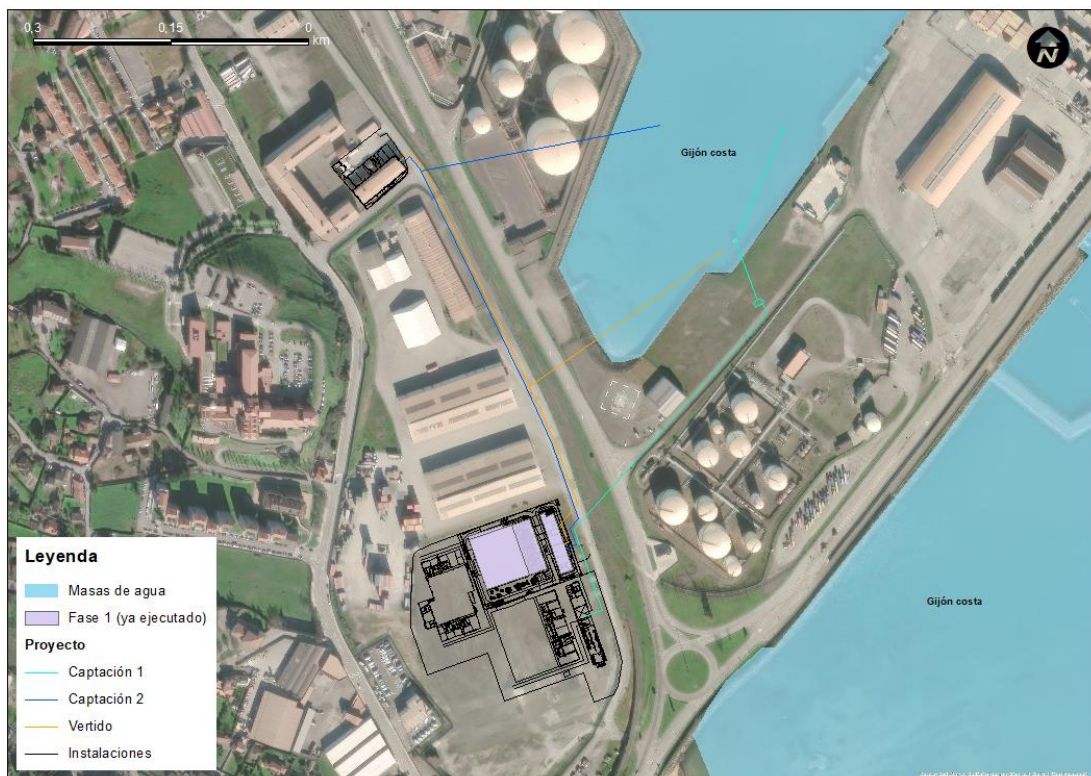 0,3
0,15
0
km
N
Gijón costa
Gijón costa
Leyenda
Masas de agua
Fase 1 (ya ejecutado)
Proyecto
Captación 1
Captación 2
Vertido
Instalaciones